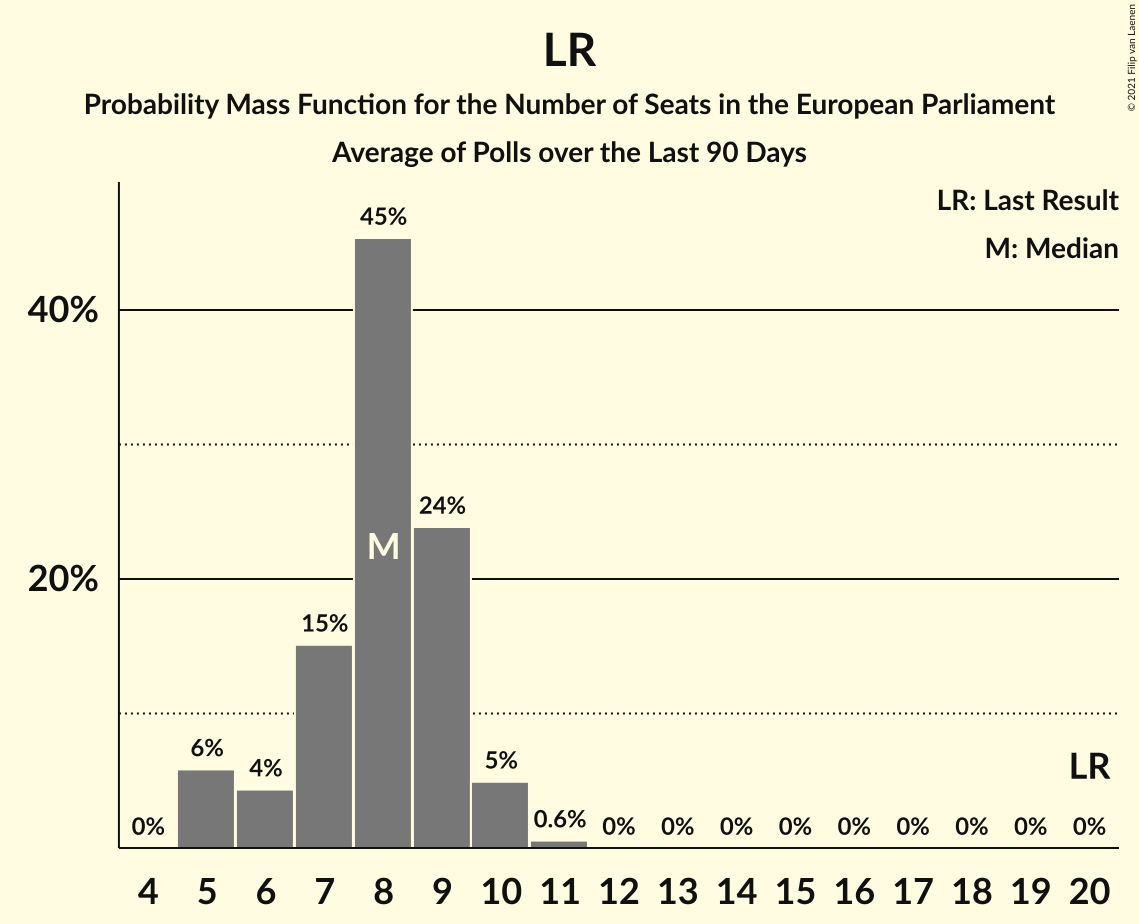 LR
Probability Mass Function for the Number of Seats in the European Parliament
Average of Polls over the Last 90 Days
© 2021 Filip van Laenen
LR: Last Result
M: Median
45%
40%
24%
M
20%
15%
6%
4%
5%
LR
0%
0.6%
0% 0% 0% 0% 0% 0% 0% 0% 0%
4 5 6 7 8 9 10 11 12 13 14 15 16 17 18 19 20